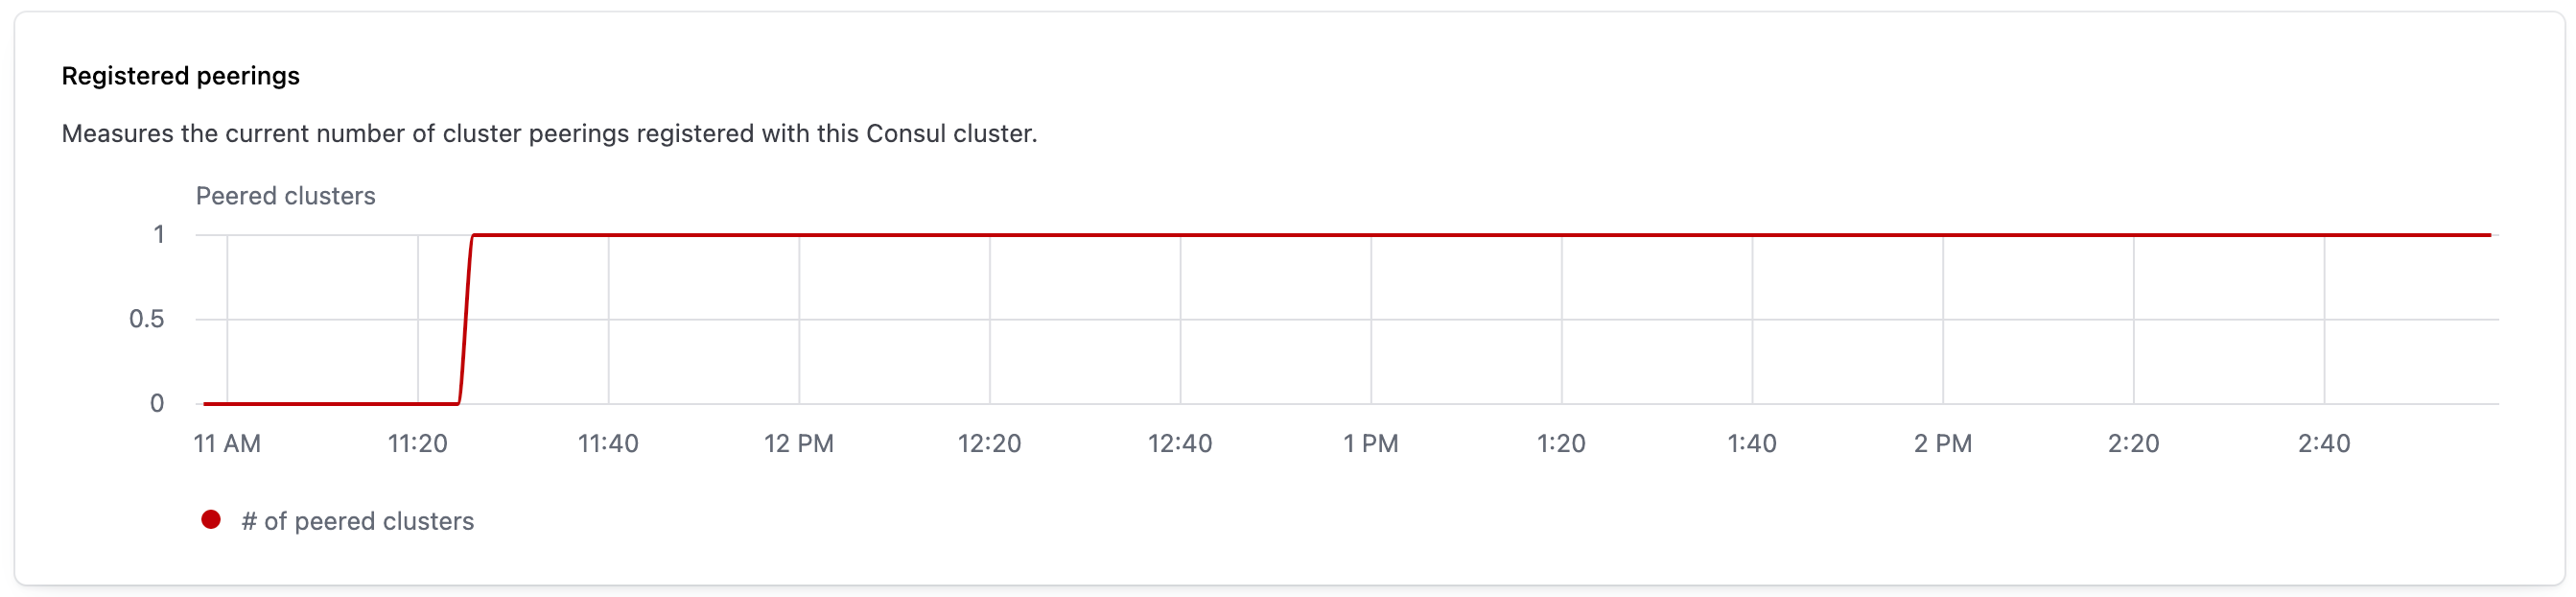 Registered peerings
Measures the current number of cluster peerings registered with this Consul cluster.
Peered clusters
1
0.5
0
11 AM 11:20 11:40 12 PM 12:20 12:40 1 PM 1:20 1:40 2 PM 2:20 2:40
# of peered clusters